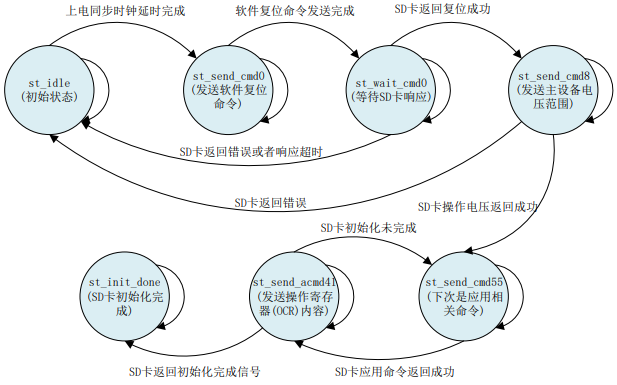 上电同步时钟延时完成
软件复位命令发送完成
SD卡返回复位成功
st_idle
(初始状态)
st_send_cmd0
(发送软件复位
命令)
st_wait_cmd0
(等待SD卡响应)
st_send_cmd8
(发送主设备电
压范围)
SD卡返回错误或者响应超时
SD卡返回错误
SD卡操作电压返回成功
SD卡初始化未完成
st_init_done
(SD卡初始化完
成)
st_send_acmd41
(发送操作寄存
器(OCR)内容)
st_send_cmd55
(下次是应用相
关命令)
SD卡返回初始化完成信号
SD卡应用命令返回成功